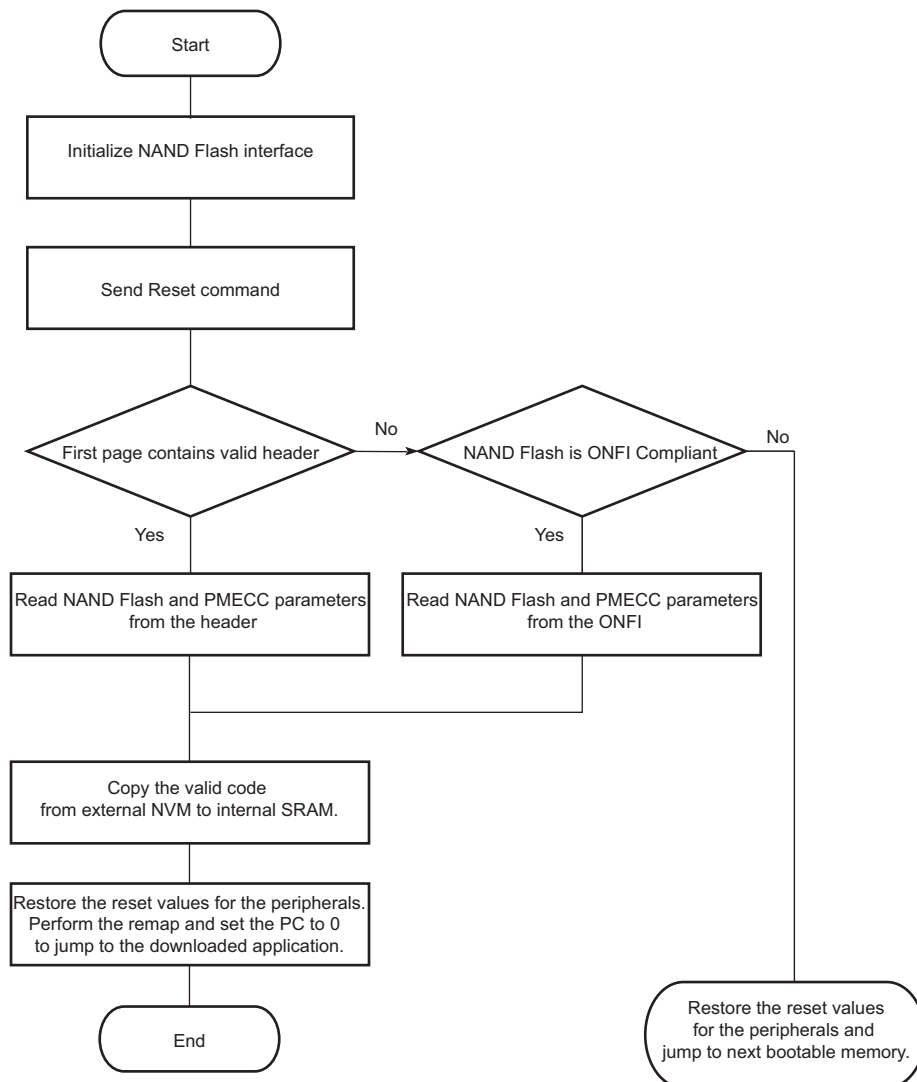 Start
Initialize NAND Flash interface
Send Reset command
First page contains valid header
No
NAND Flash is ONFI Compliant
No
Yes
Yes
Read NAND Flash and PMECC parameters
from the header
Read NAND Flash and PMECC parameters
from the ONFI
Copy the valid code
from external NVM to internal SRAM.
Restore the reset values for the peripherals.
Perform the remap and set the PC to 0
to jump to the downloaded application.
End
Restore the reset values
for the peripherals and
jump to next bootable memory.